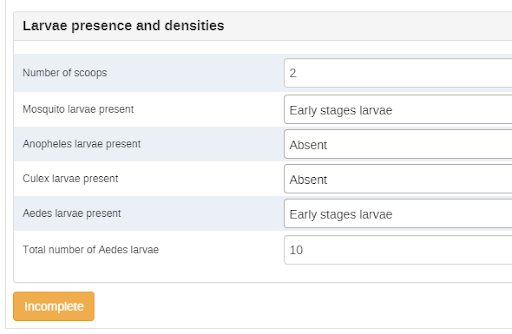 Larvae presence and densities
Number of scoops 2
Mosquito larvae present Early stages larvae
Anopheles larvae present Absent
Culex larvae present Absent
Aedes larvae present Early stages larvae
Total number of Aedes larvae 10
Incomplete